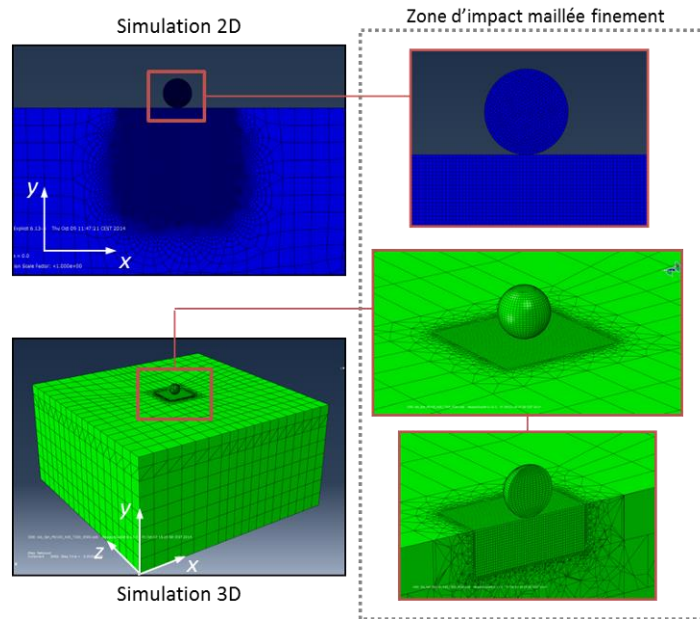 Simulation 2D
Zone d’impact maillée finement
y
x
y
z
x
Simulation 3D